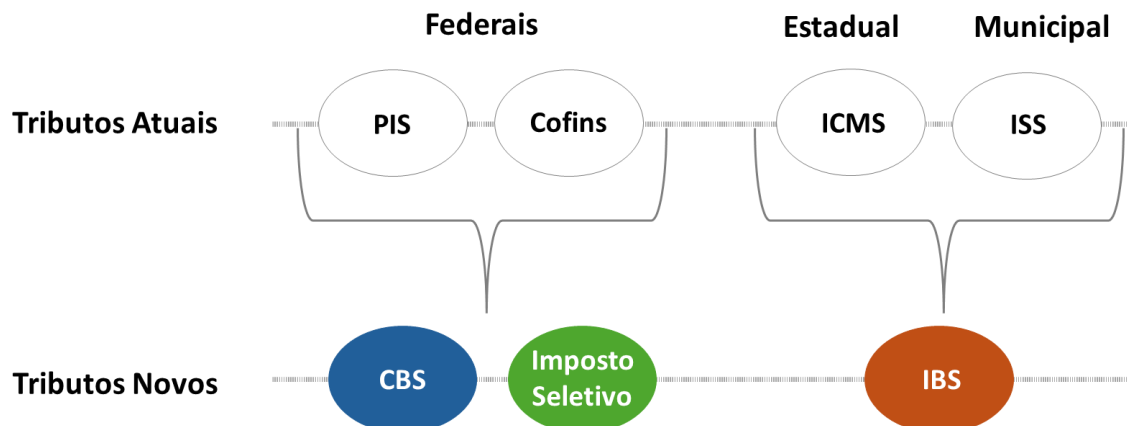 Federais
Estadual
Municipal
Tributos Atuais
PIS
Cofins
ICMS
ISS
Tributos Novos
CBS
Imposto
Seletivo
IBS